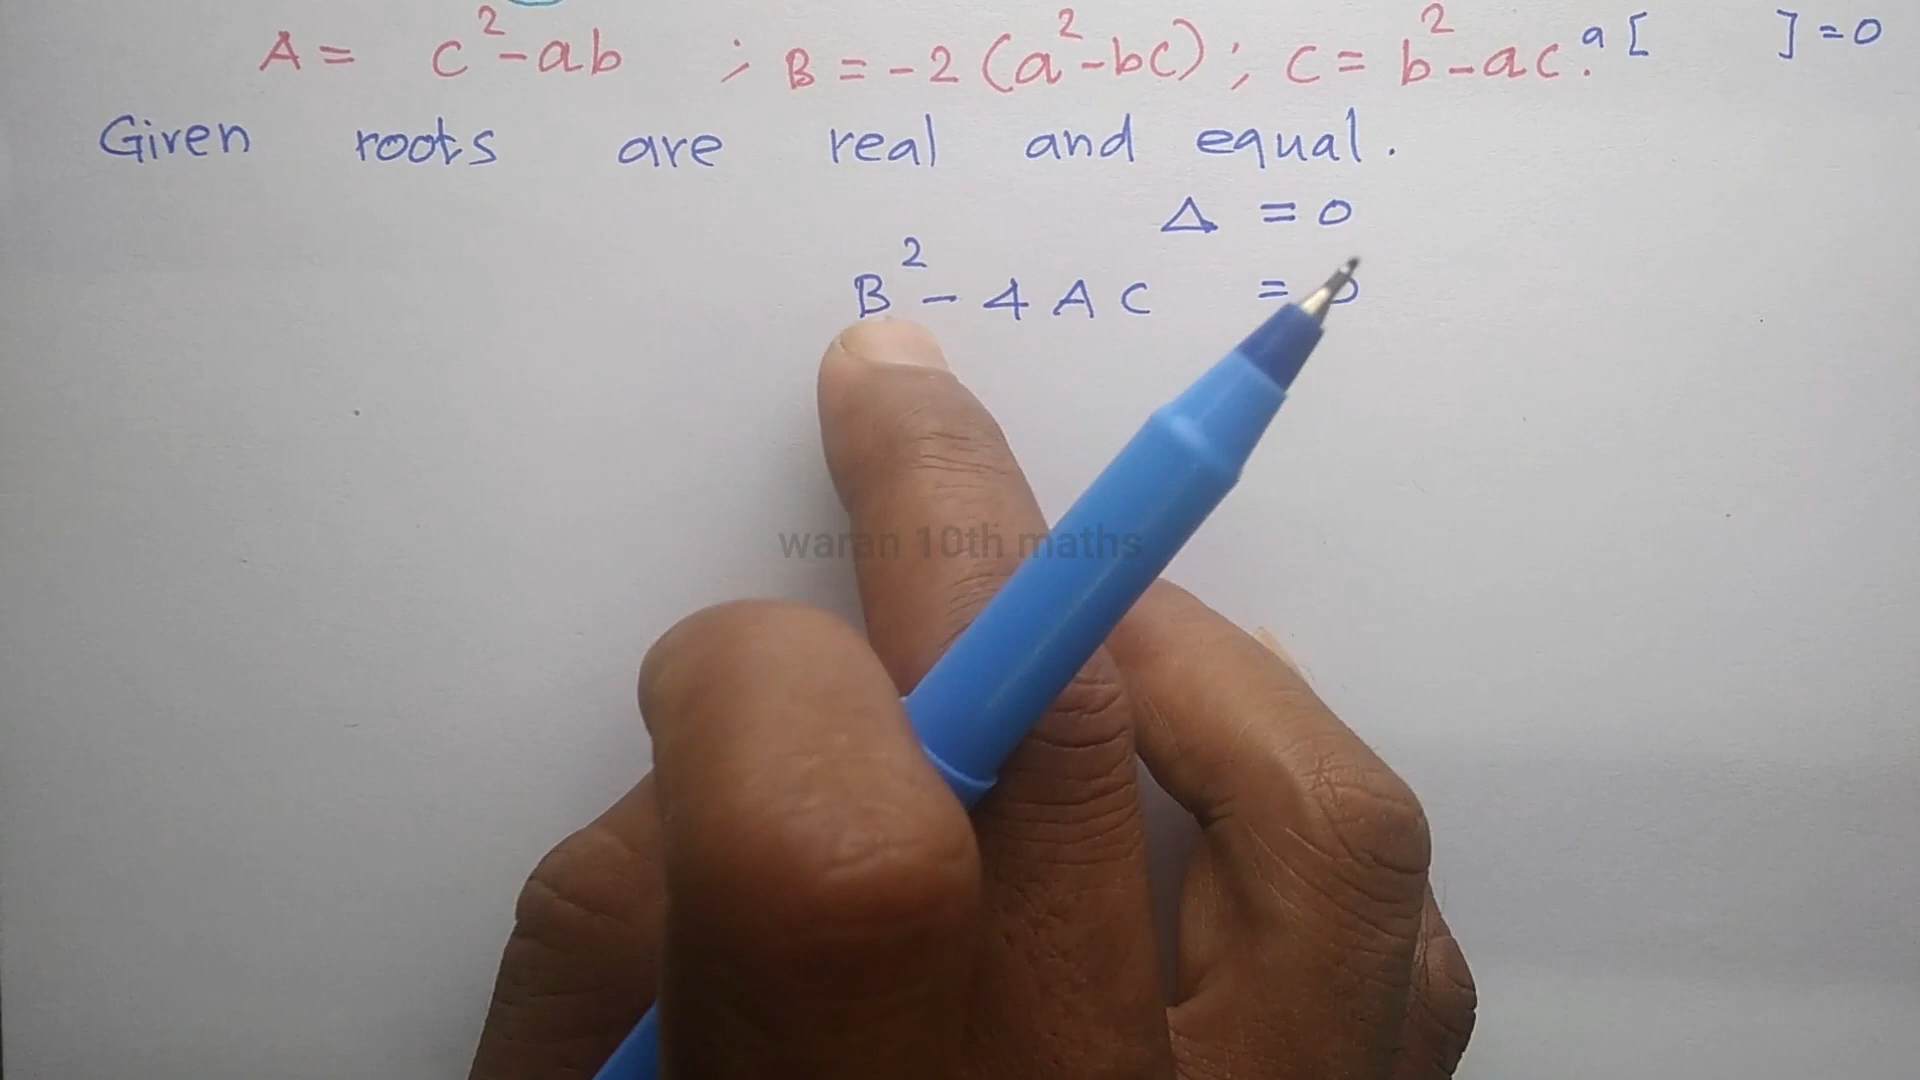 A = c²-ab ; B = -2 (a²-bc) ; C = b²-ac. a [ ] = 0
Given roots are real and equal.
Δ = 0
B² - 4 A C = 0
waran 10th maths